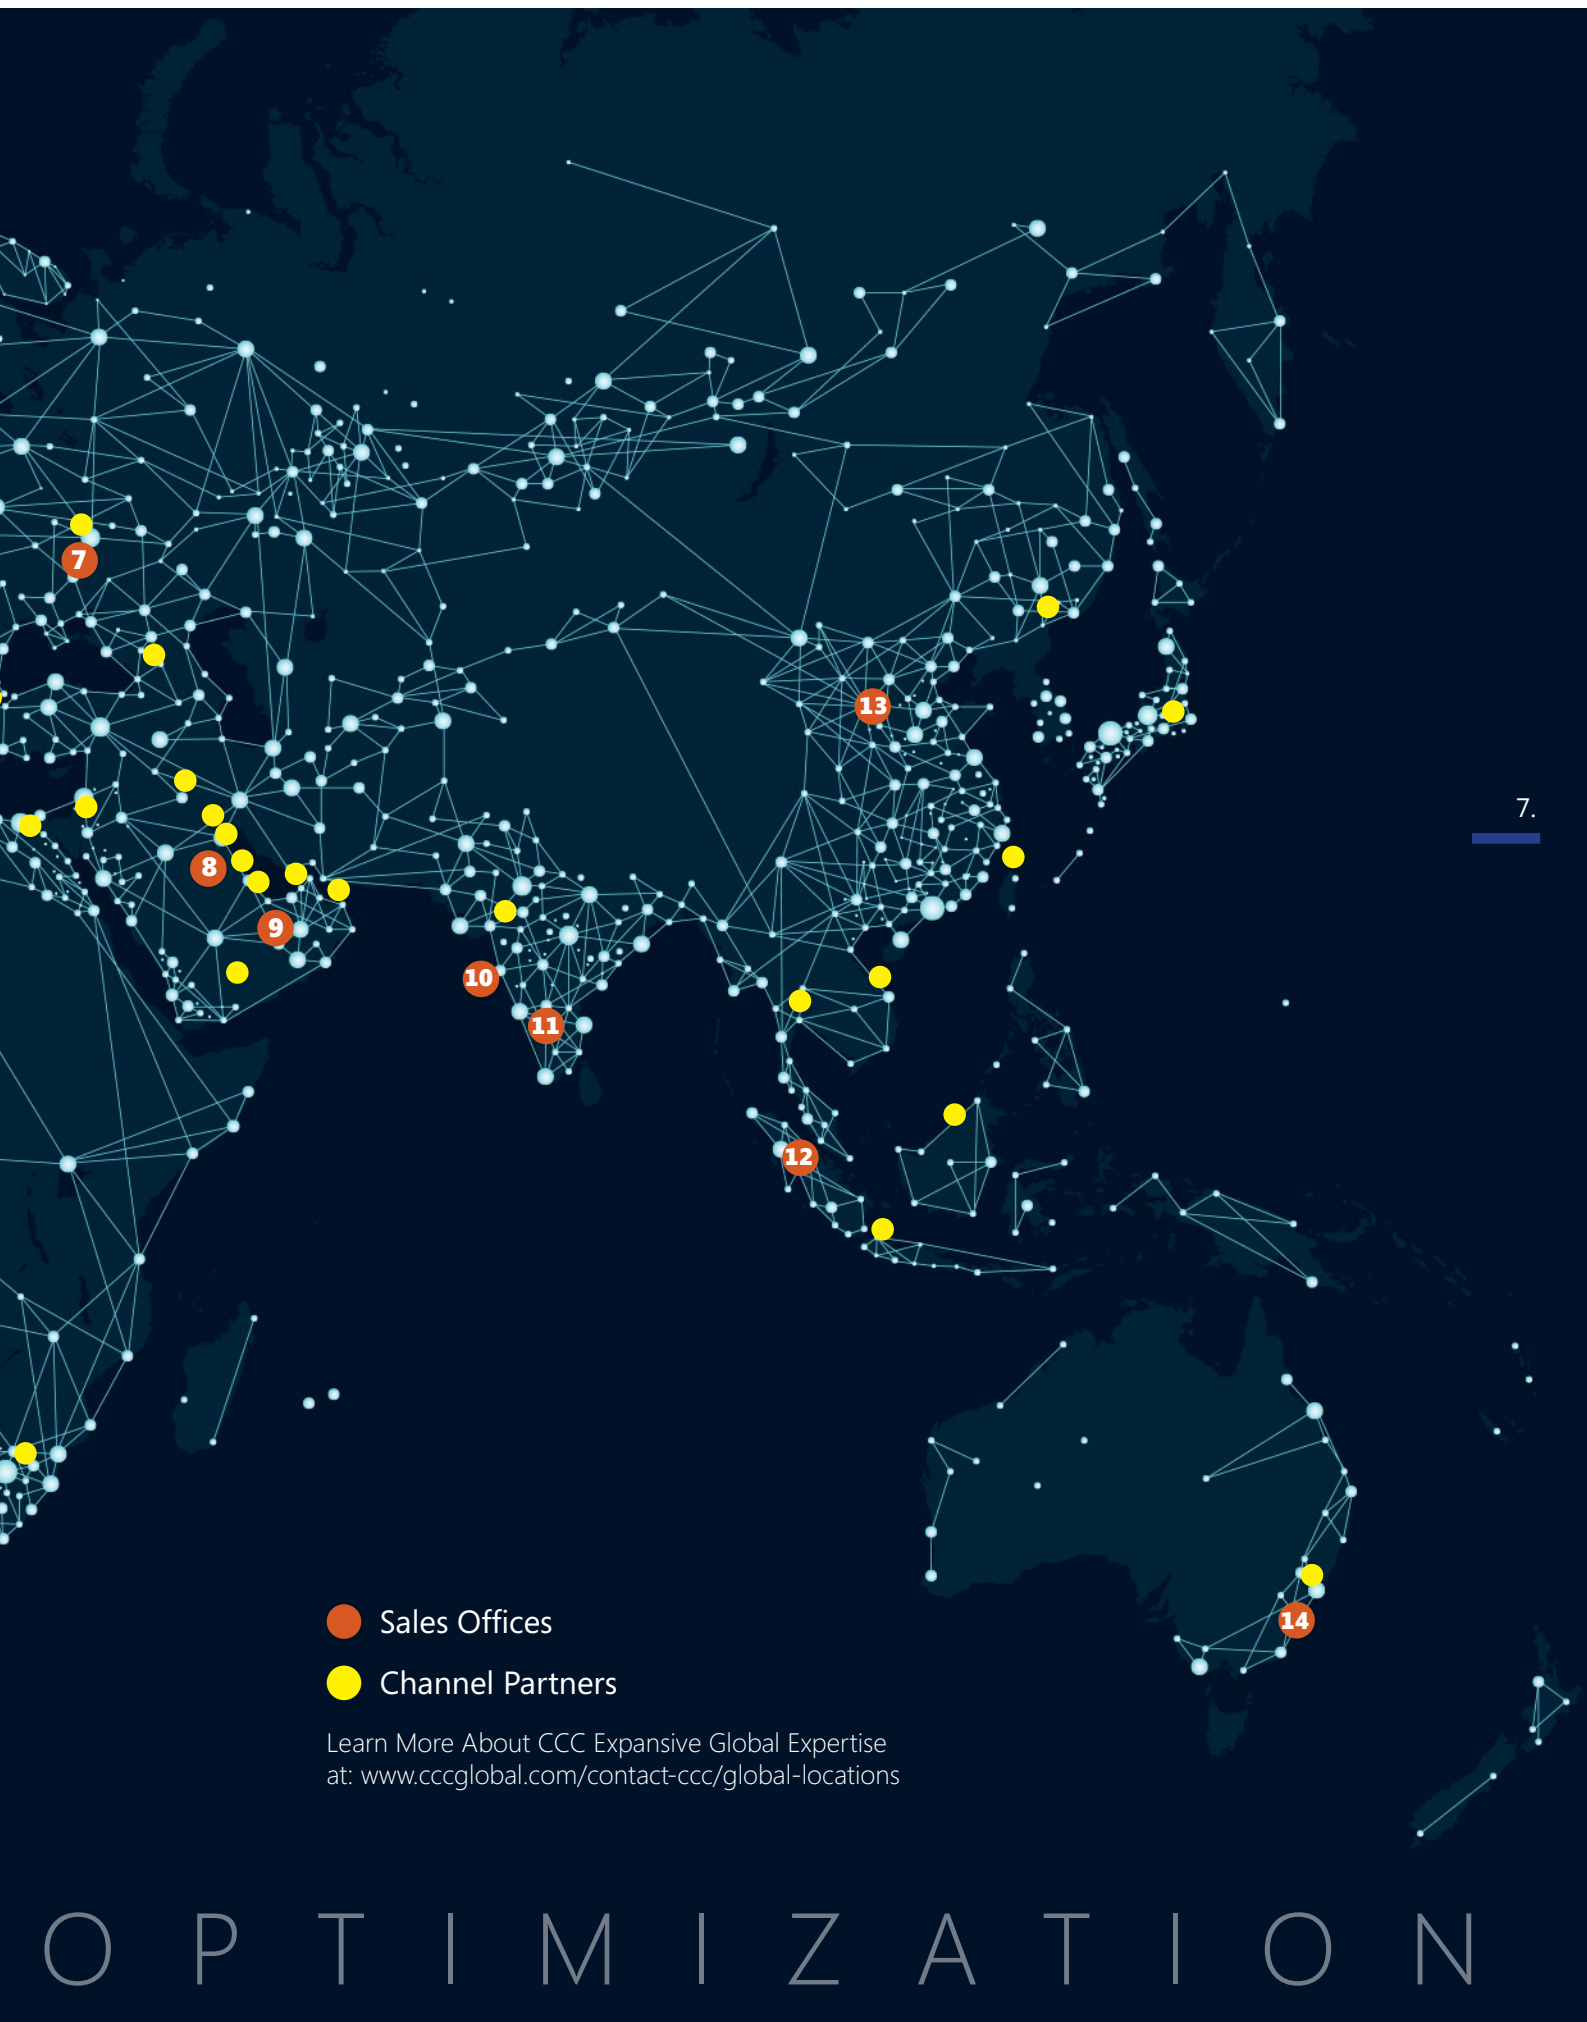 7
13
7.
8
9
10
11
12
14
Sales Offices
Channel Partners
Learn More About CCC Expansive Global Expertise
at: www.cccglobal.com/contact-ccc/global-locations
OPTIMIZATION